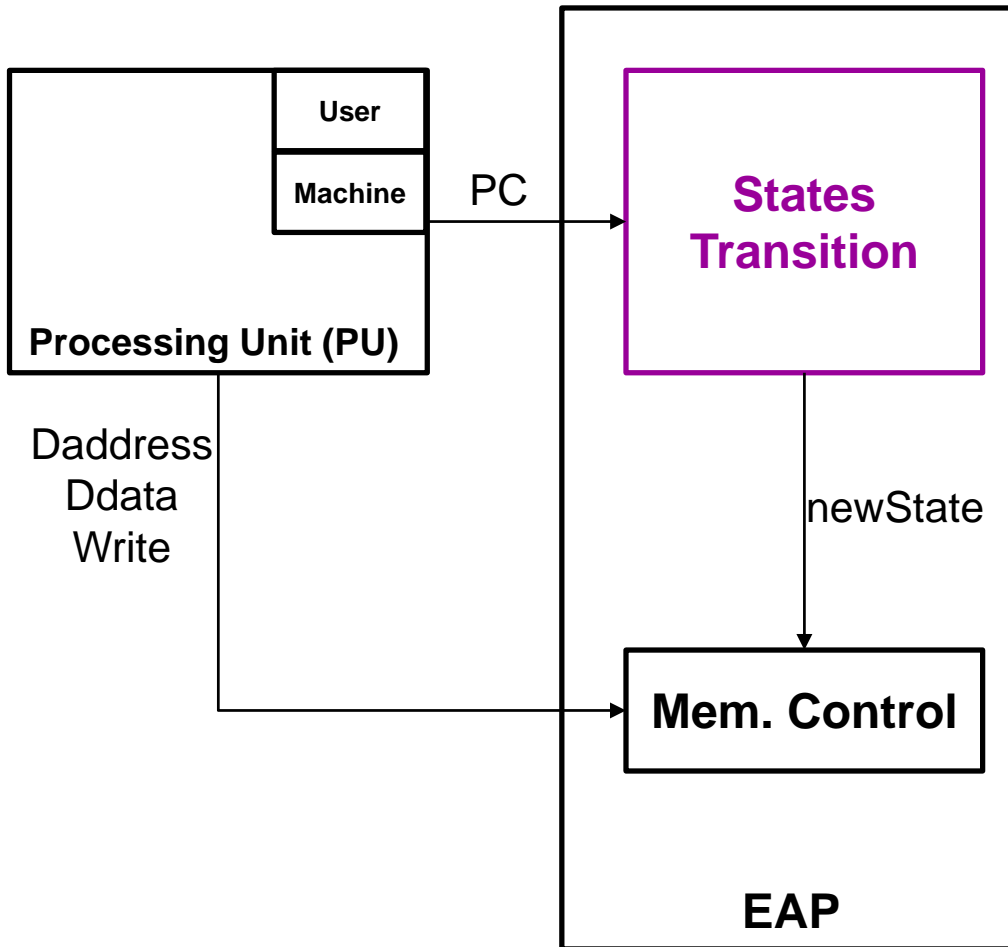 User
Machine
PC
States
Transition
Processing Unit (PU)
Daddress
Ddata
Write
newState
Mem. Control
EAP